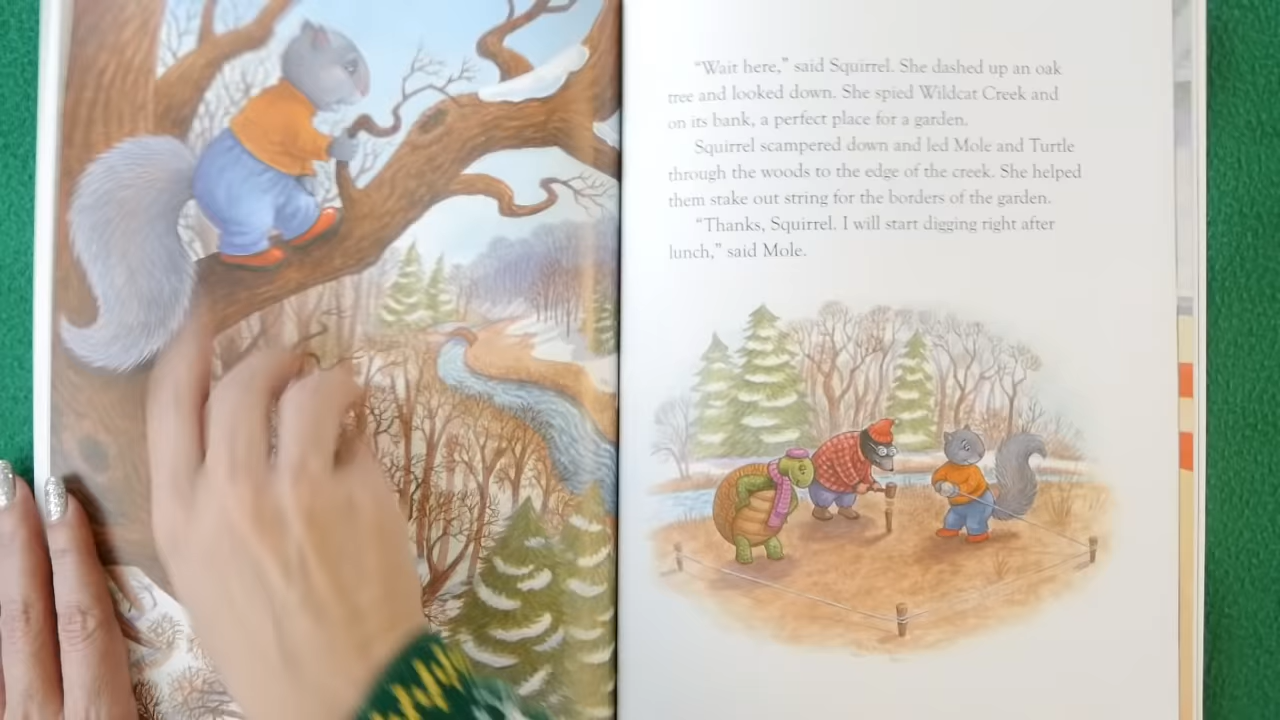 “Wait here,” said Squirrel. She dashed up an oak
tree and looked down. She spied Wildcat Creek and
on its bank, a perfect place for a garden.
Squirrel scampered down and led Mole and Turtle
through the woods to the edge of the creek. She helped
them stake out string for the borders of the garden.
“Thanks, Squirrel. I will start digging right after
lunch,” said Mole.